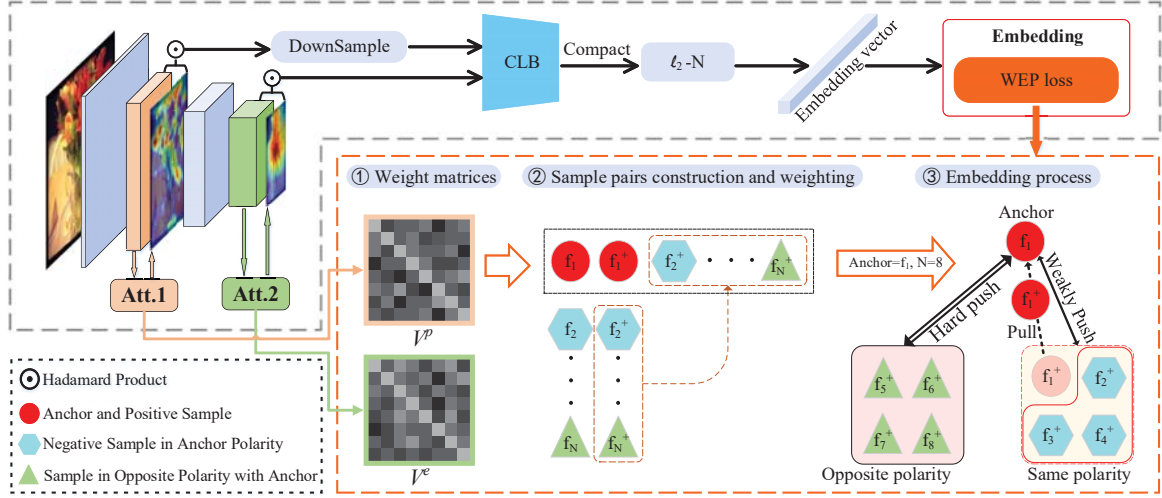 DownSample
CLB
Compact
ℓ₂-N
Embedding vector
Embedding
WEP loss
Att.1
Att.2
① Weight matrices
② Sample pairs construction and weighting
③ Embedding process
Vᵖ
Vᵉ
f₁ f₁⁺ f₂⁺ · · · f_N⁺
f₂ f₂⁺
f_N f_N⁺
Anchor=f₁, N=8
Anchor
f₁
f₁⁺
Pull
Hard push
Weakly Push
f₅⁺ f₆⁺
f₇⁺ f₈⁺
Opposite polarity
f₁⁺ f₂⁺
f₃⁺ f₄⁺
Same polarity
Hadamard Product
Anchor and Positive Sample
Negative Sample in Anchor Polarity
Sample in Opposite Polarity with Anchor